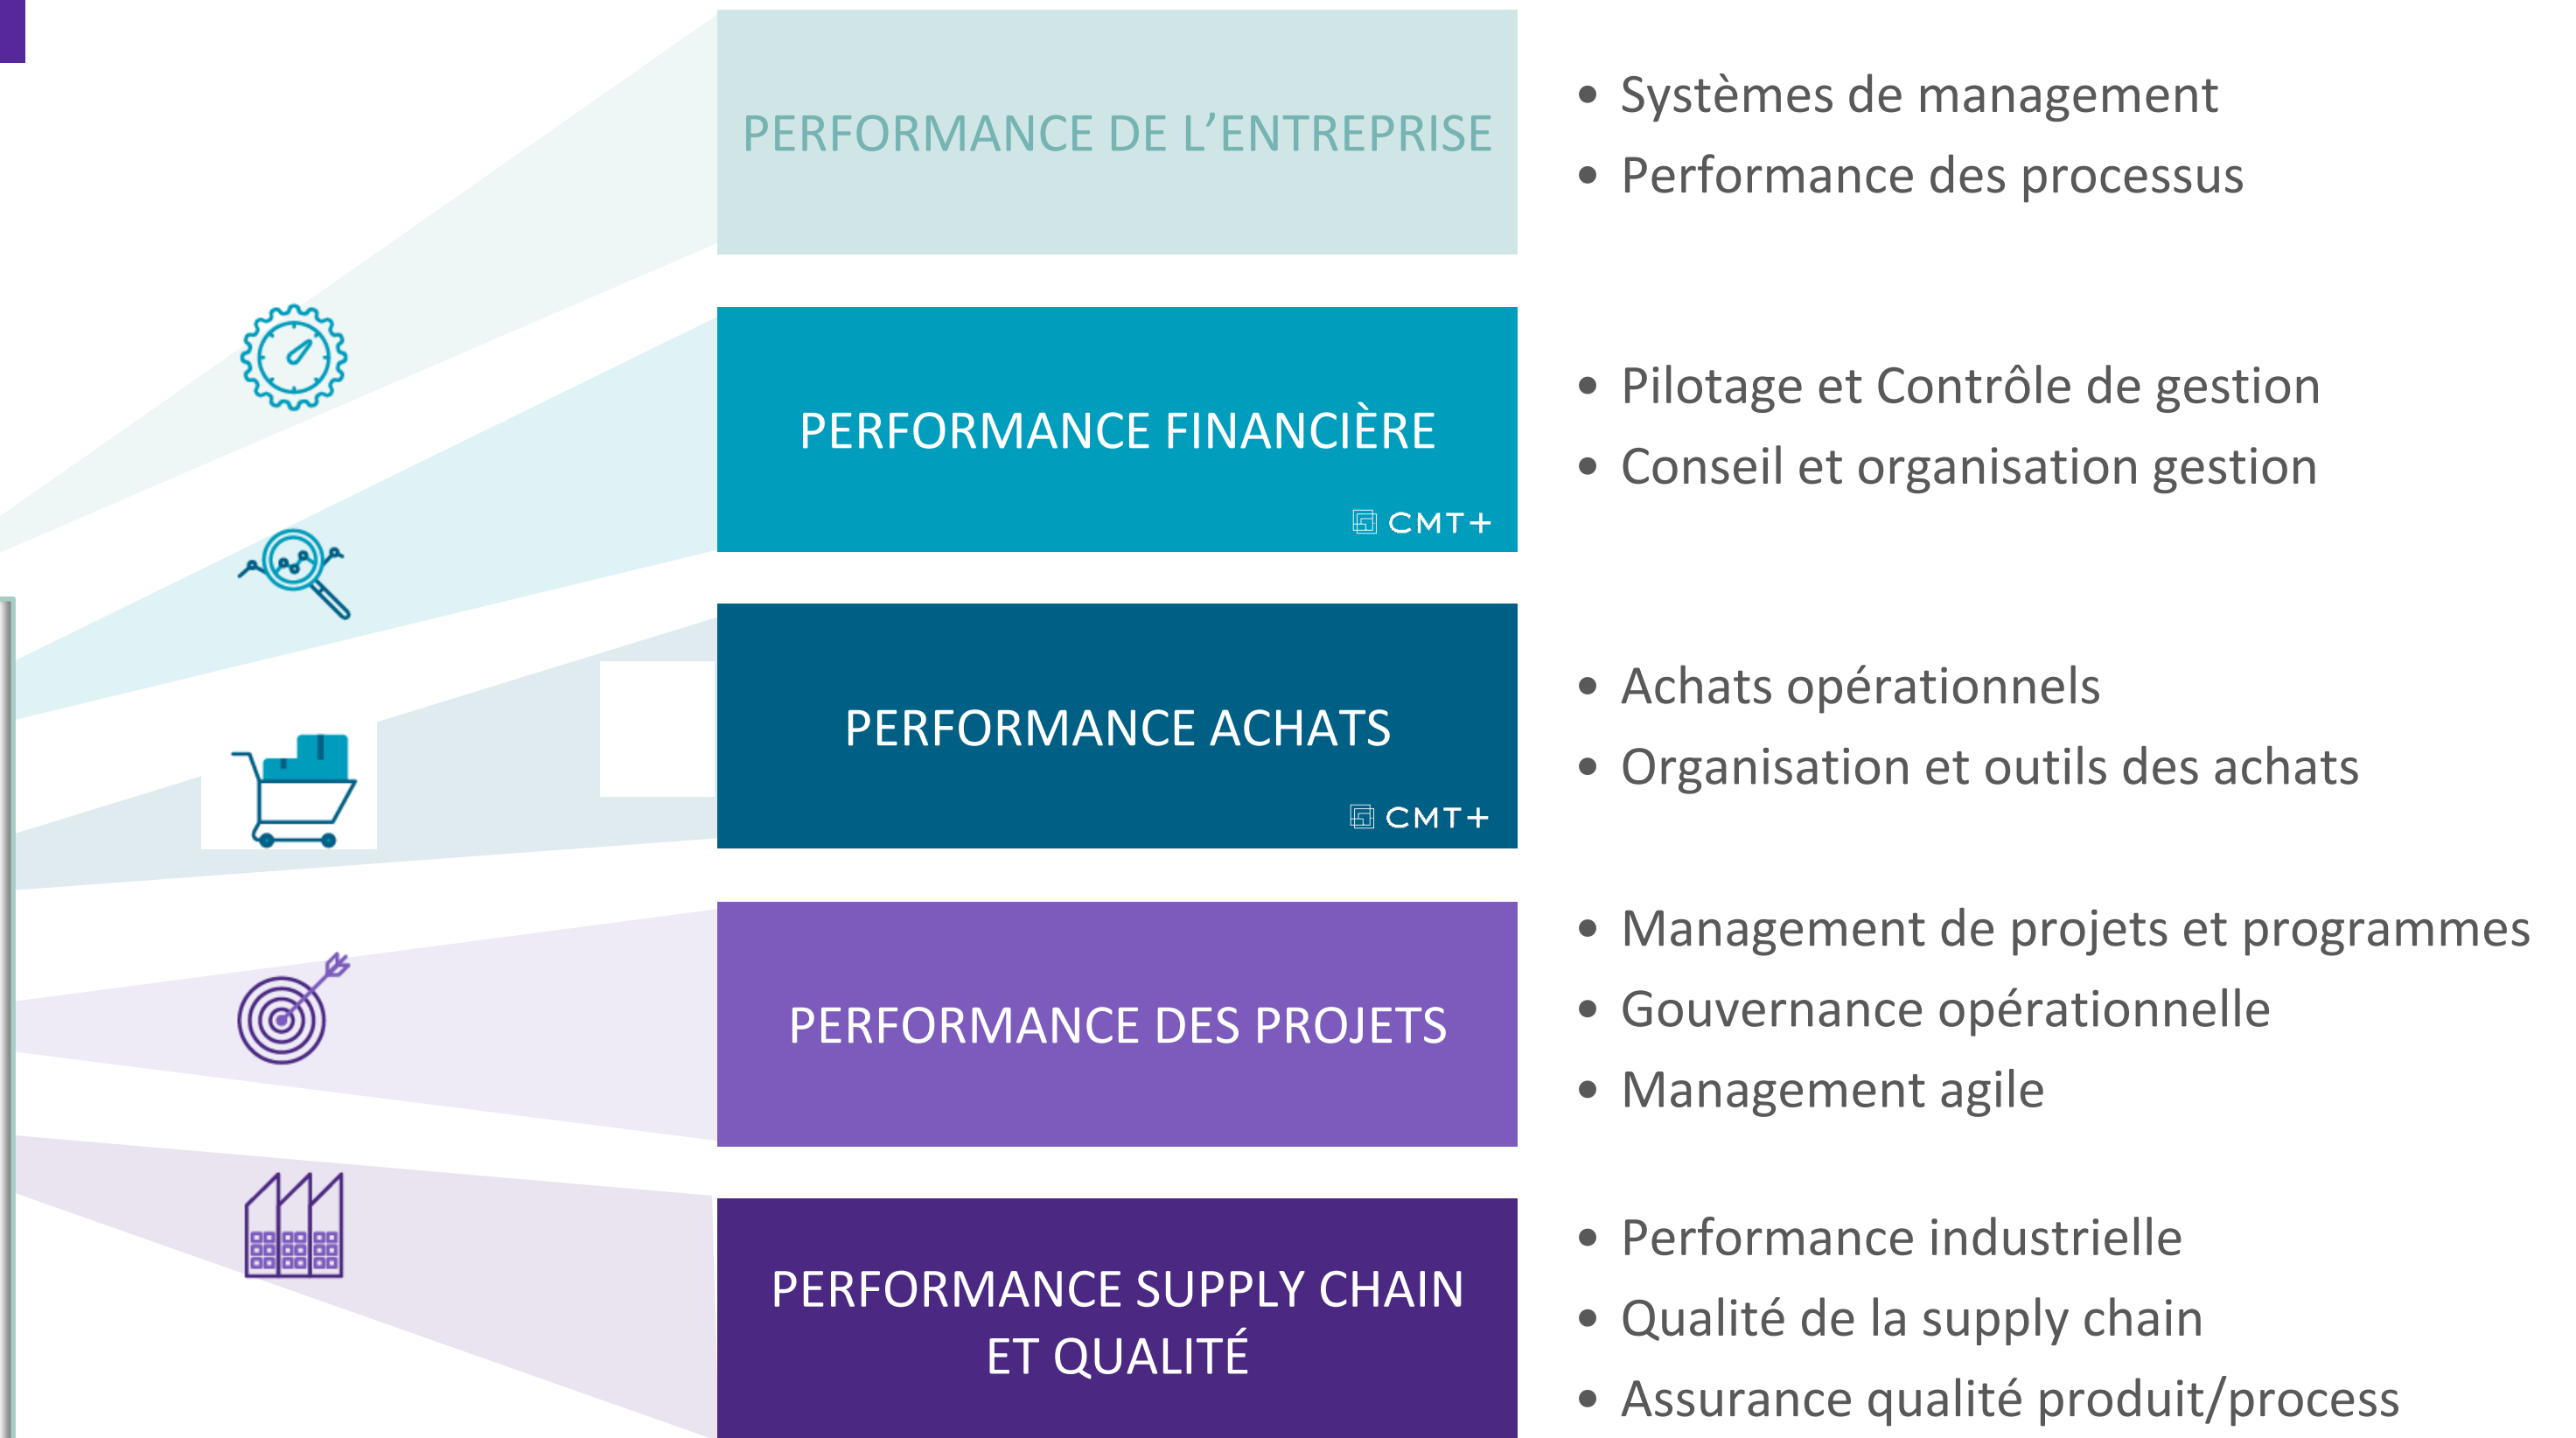 PERFORMANCE DE L’ENTREPRISE
• Systèmes de management
• Performance des processus
PERFORMANCE FINANCIÈRE
CMT+
• Pilotage et Contrôle de gestion
• Conseil et organisation gestion
PERFORMANCE ACHATS
CMT+
• Achats opérationnels
• Organisation et outils des achats
PERFORMANCE DES PROJETS
• Management de projets et programmes
• Gouvernance opérationnelle
• Management agile
PERFORMANCE SUPPLY CHAIN
ET QUALITÉ
• Performance industrielle
• Qualité de la supply chain
• Assurance qualité produit/process